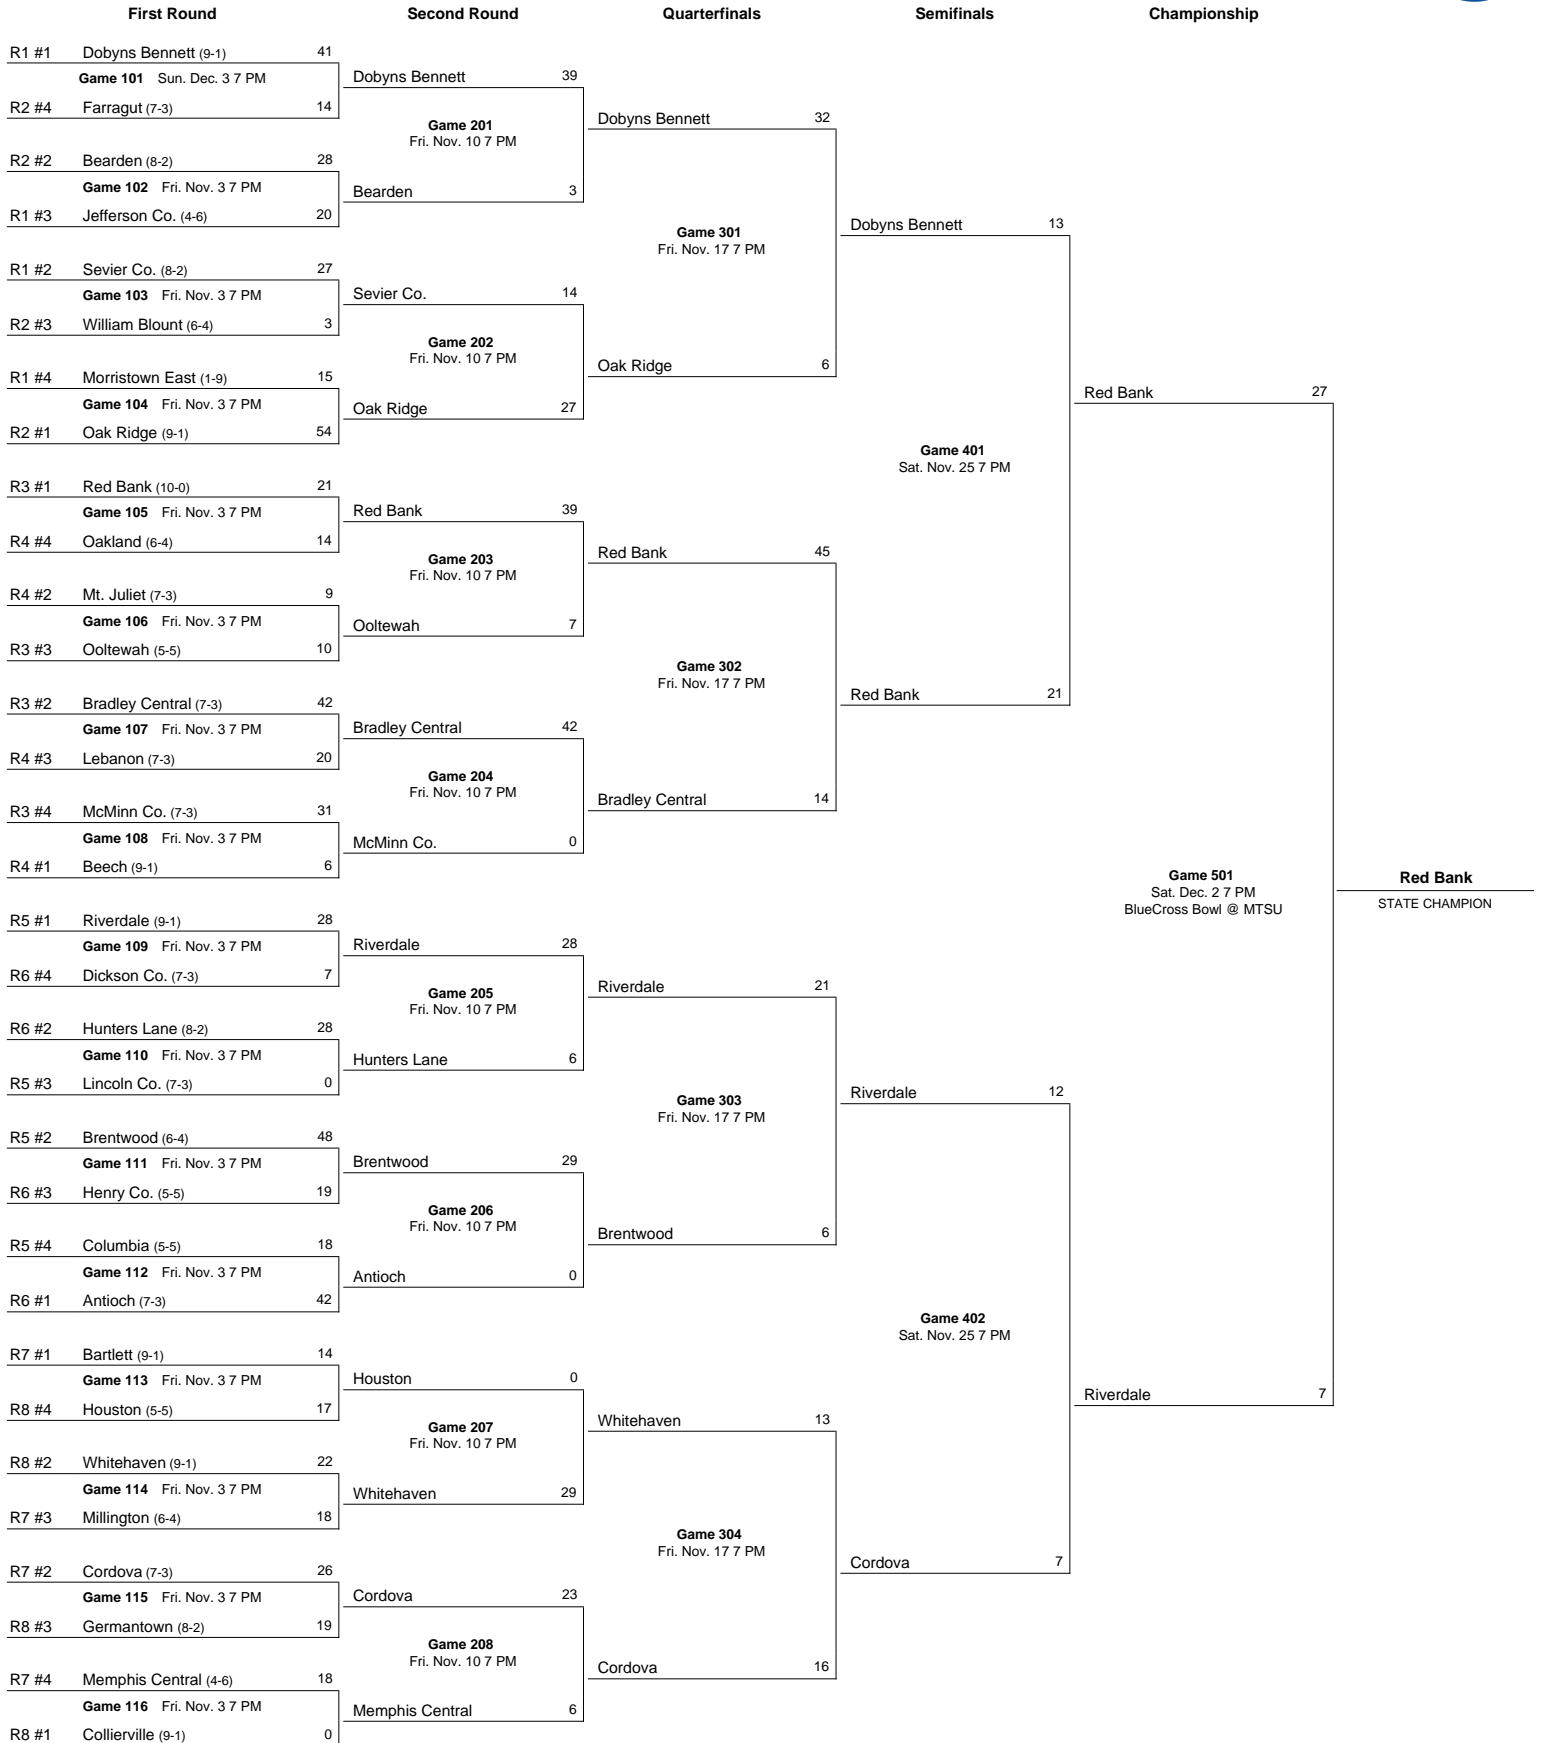 First Round Second Round Quarterfinals Semifinals Championship
R1 #1 Dobyns Bennett (9-1) 41
Game 101 Sun. Dec. 3 7 PM
R2 #4 Farragut (7-3) 14
R2 #2 Bearden (8-2) 28
Game 102 Fri. Nov. 3 7 PM
R1 #3 Jefferson Co. (4-6) 20
R1 #2 Sevier Co. (8-2) 27
Game 103 Fri. Nov. 3 7 PM
R2 #3 William Blount (6-4) 3
R1 #4 Morristown East (1-9) 15
Game 104 Fri. Nov. 3 7 PM
R2 #1 Oak Ridge (9-1) 54
R3 #1 Red Bank (10-0) 21
Game 105 Fri. Nov. 3 7 PM
R4 #4 Oakland (6-4) 14
R4 #2 Mt. Juliet (7-3) 9
Game 106 Fri. Nov. 3 7 PM
R3 #3 Ooltewah (5-5) 10
R3 #2 Bradley Central (7-3) 42
Game 107 Fri. Nov. 3 7 PM
R4 #3 Lebanon (7-3) 20
R3 #4 McMinn Co. (7-3) 31
Game 108 Fri. Nov. 3 7 PM
R4 #1 Beech (9-1) 6
R5 #1 Riverdale (9-1) 28
Game 109 Fri. Nov. 3 7 PM
R6 #4 Dickson Co. (7-3) 7
R6 #2 Hunters Lane (8-2) 28
Game 110 Fri. Nov. 3 7 PM
R5 #3 Lincoln Co. (7-3) 0
R5 #2 Brentwood (6-4) 48
Game 111 Fri. Nov. 3 7 PM
R6 #3 Henry Co. (5-5) 19
R5 #4 Columbia (5-5) 18
Game 112 Fri. Nov. 3 7 PM
R6 #1 Antioch (7-3) 42
R7 #1 Bartlett (9-1) 14
Game 113 Fri. Nov. 3 7 PM
R8 #4 Houston (5-5) 17
R8 #2 Whitehaven (9-1) 22
Game 114 Fri. Nov. 3 7 PM
R7 #3 Millington (6-4) 18
R7 #2 Cordova (7-3) 26
Game 115 Fri. Nov. 3 7 PM
R8 #3 Germantown (8-2) 19
R7 #4 Memphis Central (4-6) 18
Game 116 Fri. Nov. 3 7 PM
R8 #1 Collierville (9-1) 0
Dobyns Bennett 39
Game 201
Fri. Nov. 10 7 PM
Bearden 3
Sevier Co. 14
Game 202
Fri. Nov. 10 7 PM
Oak Ridge 27
Red Bank 39
Game 203
Fri. Nov. 10 7 PM
Ooltewah 7
Bradley Central 42
Game 204
Fri. Nov. 10 7 PM
McMinn Co. 0
Riverdale 28
Game 205
Fri. Nov. 10 7 PM
Hunters Lane 6
Brentwood 29
Game 206
Fri. Nov. 10 7 PM
Antioch 0
Houston 0
Game 207
Fri. Nov. 10 7 PM
Whitehaven 29
Cordova 23
Game 208
Fri. Nov. 10 7 PM
Memphis Central 6
Dobyns Bennett 32
Game 301
Fri. Nov. 17 7 PM
Oak Ridge 6
Red Bank 45
Game 302
Fri. Nov. 17 7 PM
Bradley Central 14
Riverdale 21
Game 303
Fri. Nov. 17 7 PM
Brentwood 6
Whitehaven 13
Game 304
Fri. Nov. 17 7 PM
Cordova 16
Dobyns Bennett 13
Game 401
Sat. Nov. 25 7 PM
Red Bank 21
Riverdale 12
Game 402
Sat. Nov. 25 7 PM
Cordova 7
Red Bank 27
Game 501
Sat. Dec. 2 7 PM
BlueCross Bowl @ MTSU
Riverdale 7
Red Bank
STATE CHAMPION